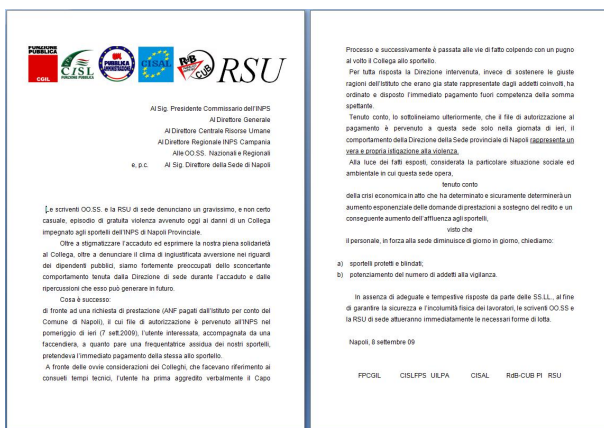 FUNZIONE
PUBBLICA
CGIL
CISL
PUBBLICA
AMMINISTRAZIONE
CISAL
RdB
CUB
RSU
Al Sig. Presidente Commissario dell'INPS
Al Direttore Generale
Al Direttore Centrale Risorse Umane
Al Direttore Regionale INPS Campania
Alle OO.SS. Nazionali e Regionali
e, p.c. Al Sig. Direttore della Sede di Napoli
Le scriventi OO.SS. e la RSU di sede denunciano un gravissimo, e non certo
casuale, episodio di gratuita violenza avvenuto oggi ai danni di un Collega
impegnato agli sportelli dell'INPS di Napoli Provinciale.
Oltre a stigmatizzare l'accaduto ed esprimere la nostra piena solidarietà
al Collega, oltre a denunciare il clima di ingiustificata avversione nei riguardi
dei dipendenti pubblici, siamo fortemente preoccupati dello sconcertante
comportamento tenuta dalla Direzione di sede durante l'accaduto e dalle
ripercussioni che esso può generare in futuro.
Cosa è successo:
di fronte ad una richiesta di prestazione (ANF pagati dall'Istituto per conto del
Comune di Napoli), il cui file di autorizzazione è pervenuto all'INPS nel
pomeriggio di ieri (7 sett.2009), l'utente interessata, accompagnata da una
faccendiera, a quanto pare una frequentatrice assidua dei nostri sportelli,
pretendeva l'immediato pagamento della stessa allo sportello.
A fronte delle ovvie considerazioni dei Colleghi, che facevano riferimento ai
consueti tempi tecnici, l'utente ha prima aggredito verbalmente il Capo
Processo e successivamente è passata alle vie di fatto colpendo con un pugno
al volto il Collega allo sportello.
Per tutta risposta la Direzione intervenuta, invece di sostenere le giuste
ragioni dell'Istituto che erano gia state rappresentate dagli addetti coinvolti, ha
ordinato e disposto l'immediato pagamento fuori competenza della somma
spettante.
Tenuto conto, lo sottolineiamo ulteriormente, che il file di autorizzazione al
pagamento è pervenuto a questa sede solo nella giornata di ieri, il
comportamento della Direzione della Sede provinciale di Napoli rappresenta un
vera e propria istigazione alla violenza.
Alla luce dei fatti esposti, considerata la particolare situazione sociale ed
ambientale in cui questa sede opera,
tenuto conto
della crisi economica in atto che ha determinato e sicuramente determinerà un
aumento esponenziale delle domande di prestazioni a sostegno del redito e un
conseguente aumento dell'affluenza agli sportelli,
visto che
il personale, in forza alla sede diminuisce di giorno in giorno, chiediamo:
a) sportelli protetti e blindati;
b) potenziamento del numero di addetti alla vigilanza.
In assenza di adeguate e tempestive risposte da parte delle SS.LL., al fine
di garantire la sicurezza e l'incolumità fisica dei lavoratori, le scriventi OO.SS e
la RSU di sede attueranno immediatamente le necessari forme di lotta.
Napoli, 8 settembre 09
FPCGIL CISLFPS UILPA CISAL RdB-CUB PI RSU